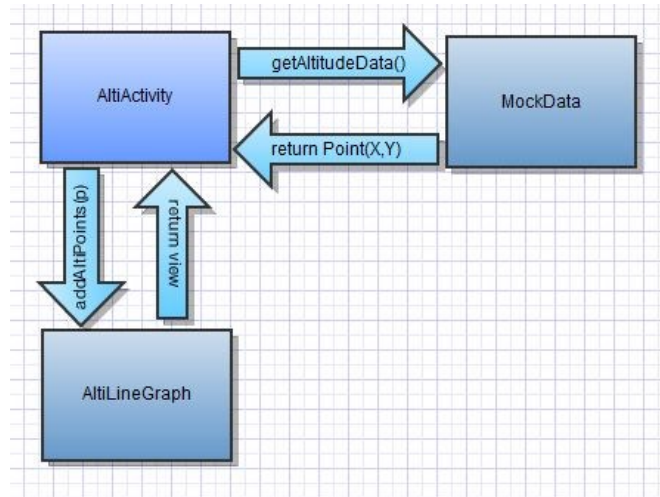 AltiActivity
getAltitudeData()
MockData
return Point(X,Y)
addAltiPoints(p)
return view
AltiLineGraph